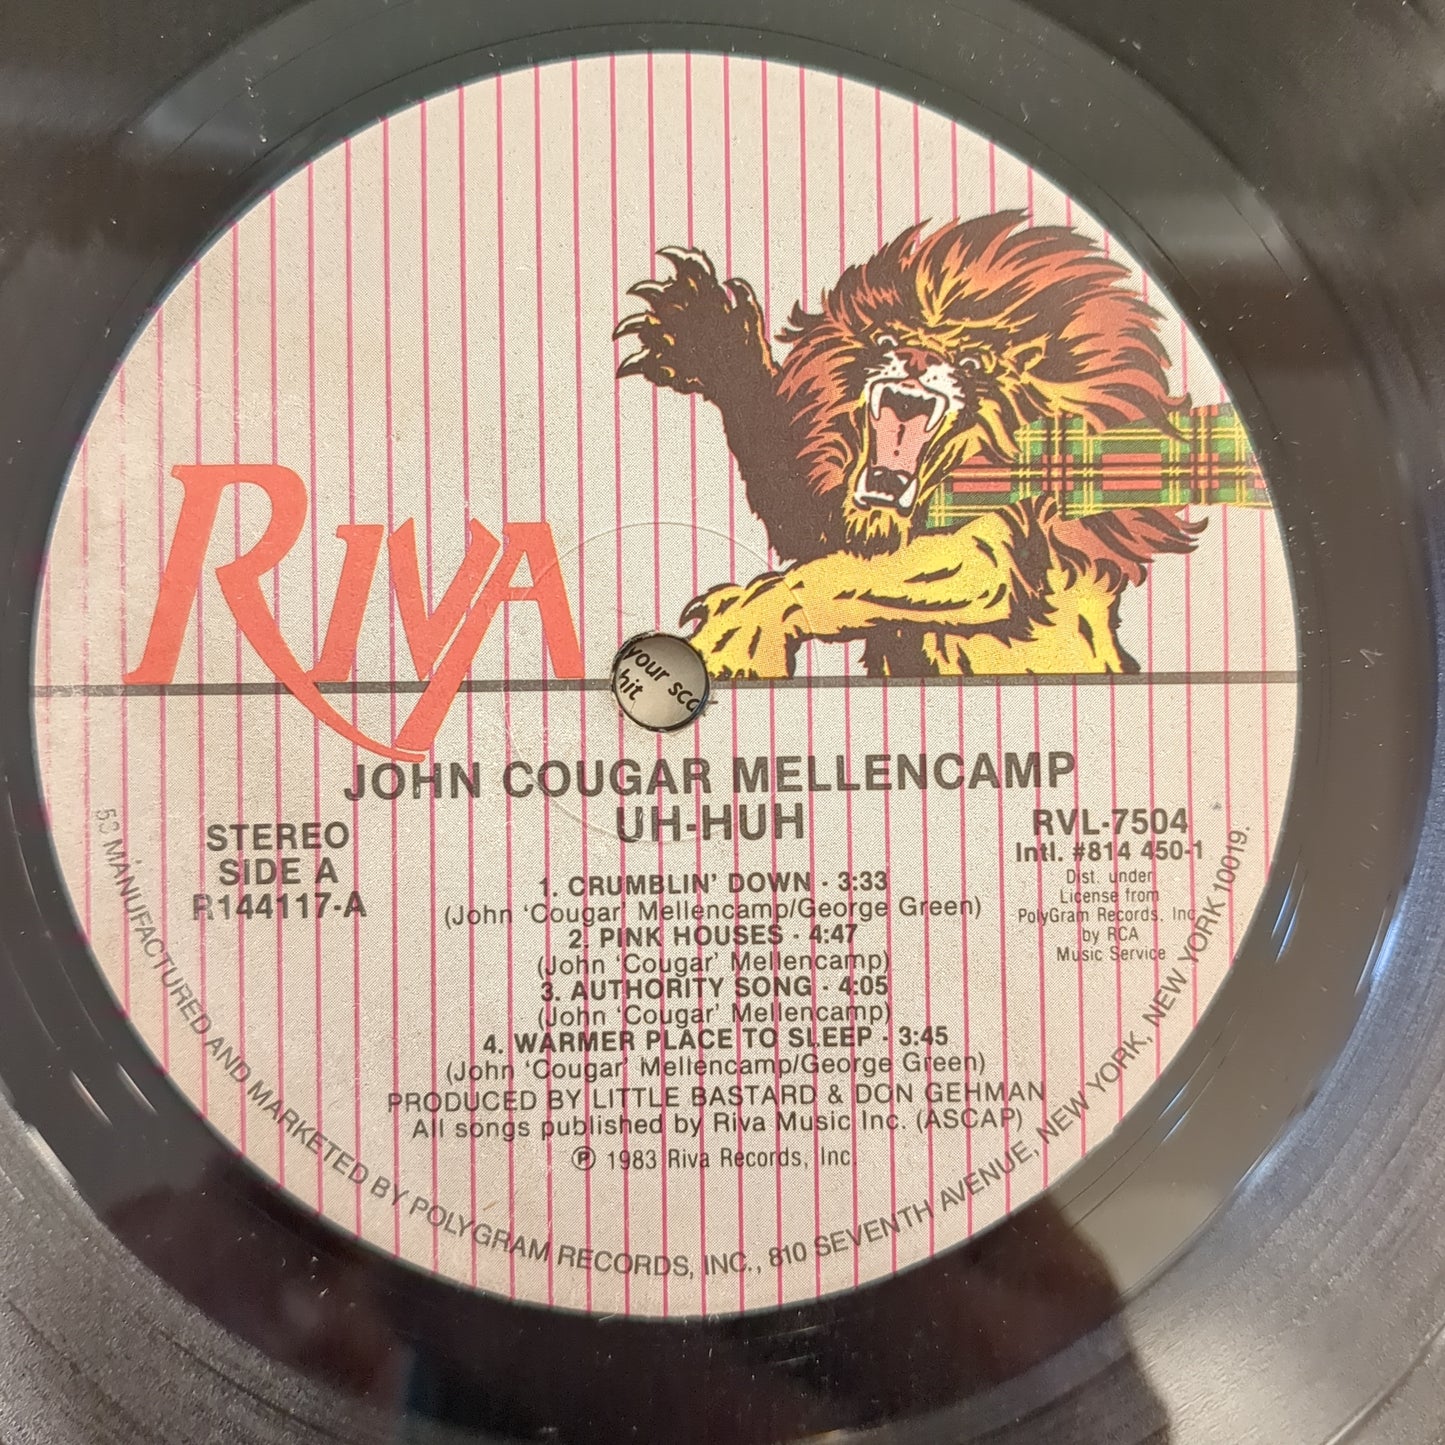 RIVA
your sco
hit
JOHN COUGAR MELLENCAMP
UH-HUH
STEREO
SIDE A
R144117-A
RVL-7504
Intl. #814 450-1
Dist. under
License from
PolyGram Records, Inc.
by RCA
Music Service
1. CRUMBLIN' DOWN - 3:33
(John 'Cougar' Mellencamp/George Green)
2. PINK HOUSES - 4:47
(John 'Cougar' Mellencamp)
3. AUTHORITY SONG - 4:05
(John 'Cougar' Mellencamp)
4. WARMER PLACE TO SLEEP - 3:45
(John 'Cougar' Mellencamp/George Green)
PRODUCED BY LITTLE BASTARD & DON GEHMAN
All songs published by Riva Music Inc. (ASCAP)
℗ 1983 Riva Records, Inc.
53 MANUFACTURED AND MARKETED BY POLYGRAM RECORDS, INC., 810 SEVENTH AVENUE, NEW YORK, NEW YORK 10019.